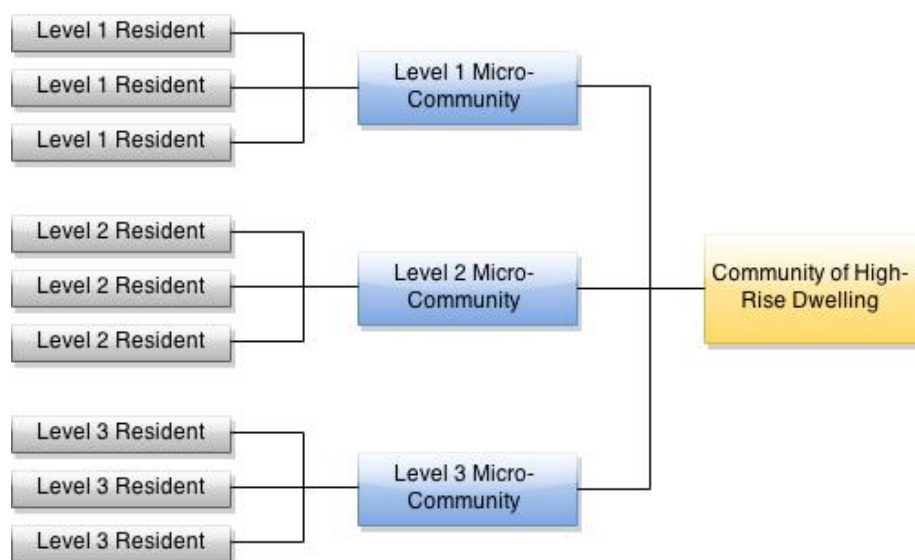 Level 1 Resident
Level 1 Resident
Level 1 Resident
Level 1 Micro-
Community
Level 2 Resident
Level 2 Resident
Level 2 Resident
Level 2 Micro-
Community
Level 3 Resident
Level 3 Resident
Level 3 Resident
Level 3 Micro-
Community
Community of High-
Rise Dwelling